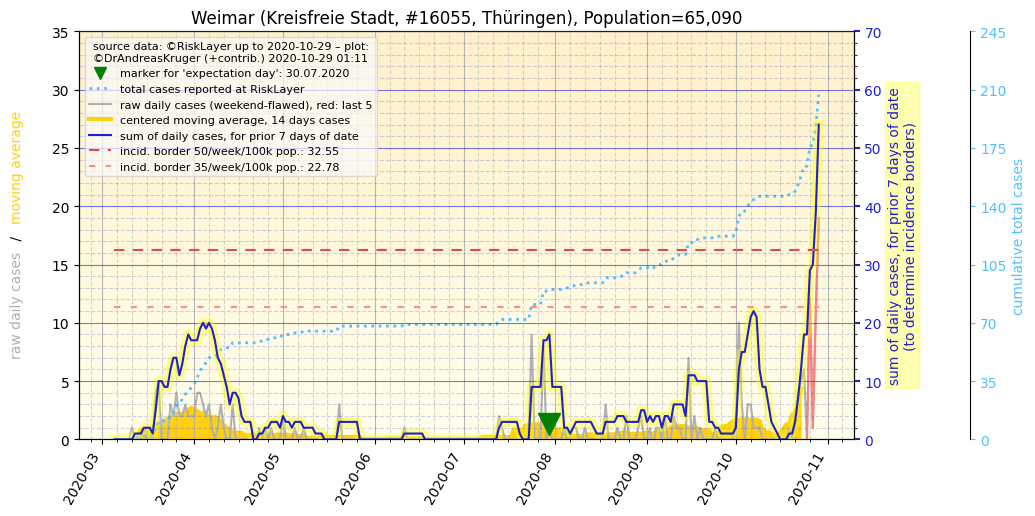 Weimar (Kreisfreie Stadt, #16055, Thüringen), Population=65,090
source data: ©RiskLayer up to 2020-10-29 – plot:
©DrAndreasKruger (+contrib.) 2020-10-29 01:11
marker for 'expectation day': 30.07.2020
total cases reported at RiskLayer
raw daily cases (weekend-flawed), red: last 5
centered moving average, 14 days cases
sum of daily cases, for prior 7 days of date
incid. border 50/week/100k pop.: 32.55
incid. border 35/week/100k pop.: 22.78
raw daily cases / moving average
35
30
25
20
15
10
5
0
70
60
50
40
30
20
10
0
sum of daily cases, for prior 7 days of date
(to determine incidence borders)
245
210
175
140
105
70
35
0
cumulative total cases
2020-03
2020-04
2020-05
2020-06
2020-07
2020-08
2020-09
2020-10
2020-11